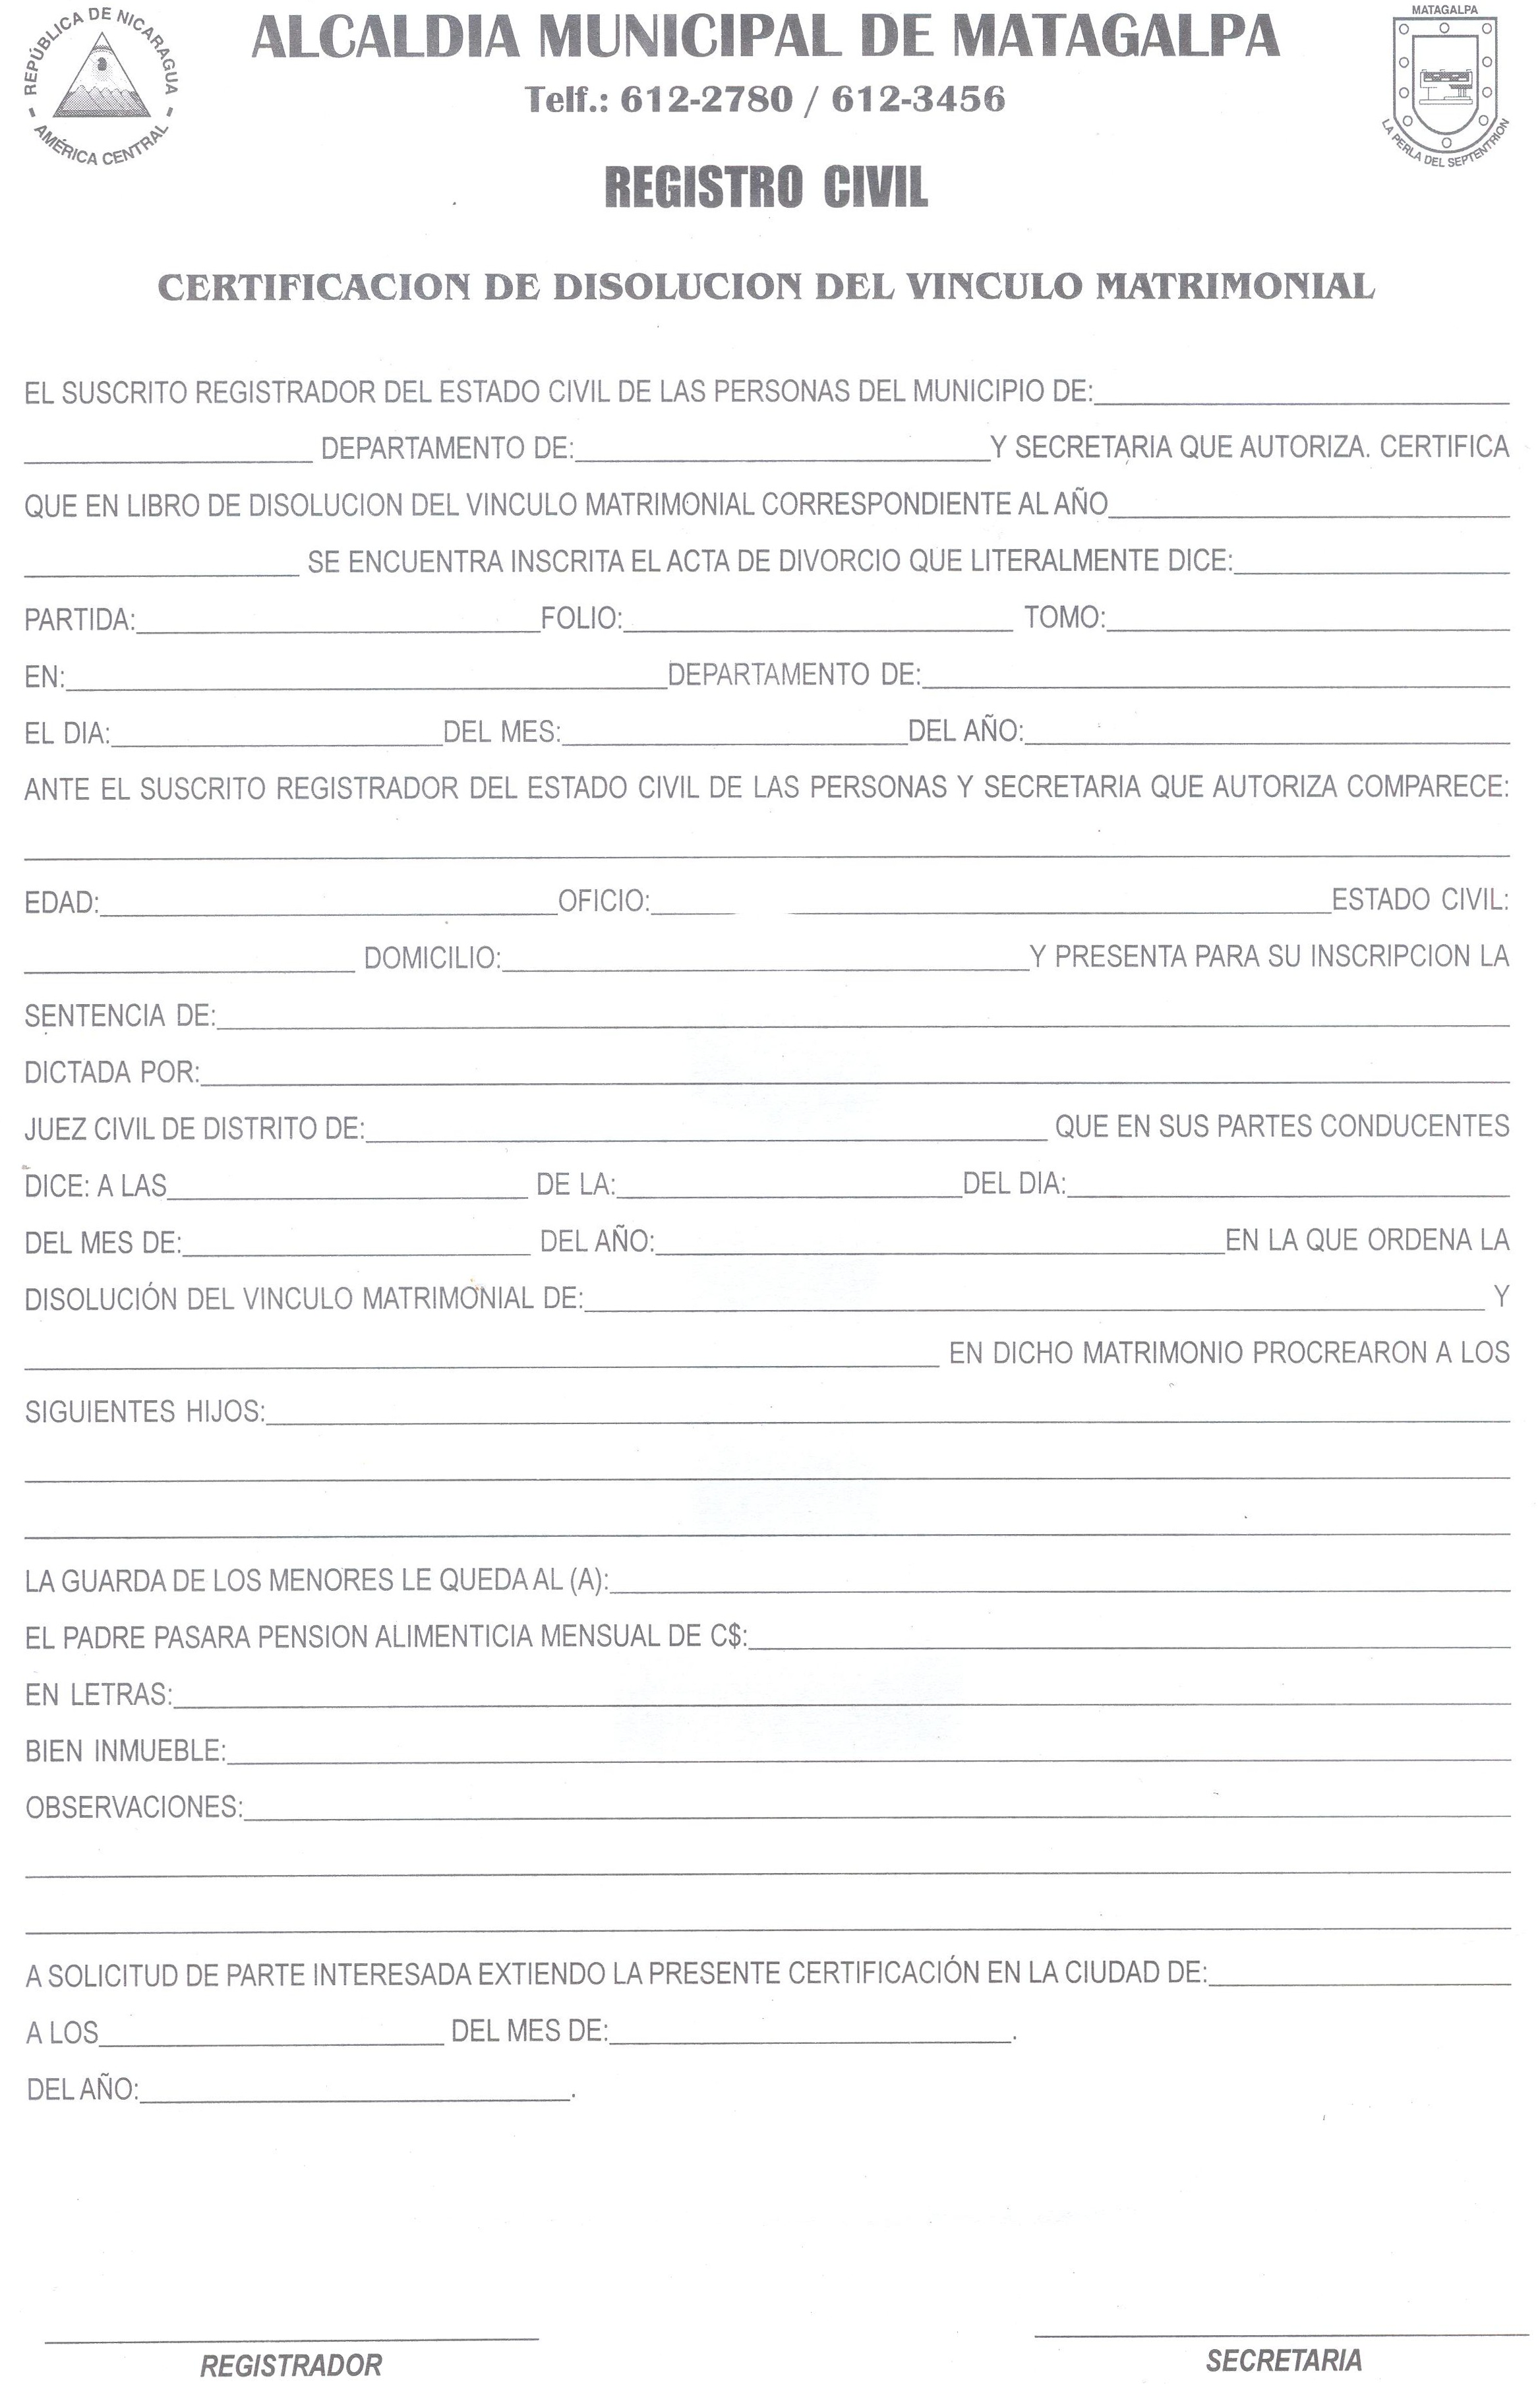 REPÚBLICA DE NICARAGUA
- AMÉRICA CENTRAL -
ALCALDIA MUNICIPAL DE MATAGALPA
MATAGALPA
LA PERLA DEL SEPTENTRION
Telf.: 612-2780 / 612-3456
REGISTRO CIVIL
CERTIFICACION DE DISOLUCION DEL VINCULO MATRIMONIAL
EL SUSCRITO REGISTRADOR DEL ESTADO CIVIL DE LAS PERSONAS DEL MUNICIPIO DE:
DEPARTAMENTO DE: Y SECRETARIA QUE AUTORIZA. CERTIFICA
QUE EN LIBRO DE DISOLUCION DEL VINCULO MATRIMONIAL CORRESPONDIENTE AL AÑO
SE ENCUENTRA INSCRITA EL ACTA DE DIVORCIO QUE LITERALMENTE DICE:
PARTIDA: FOLIO: TOMO:
EN: DEPARTAMENTO DE:
EL DIA: DEL MES: DEL AÑO:
ANTE EL SUSCRITO REGISTRADOR DEL ESTADO CIVIL DE LAS PERSONAS Y SECRETARIA QUE AUTORIZA COMPARECE:
EDAD: OFICIO: ESTADO CIVIL:
DOMICILIO: Y PRESENTA PARA SU INSCRIPCION LA
SENTENCIA DE:
DICTADA POR:
JUEZ CIVIL DE DISTRITO DE: QUE EN SUS PARTES CONDUCENTES
DICE: A LAS DE LA: DEL DIA:
DEL MES DE: DEL AÑO: EN LA QUE ORDENA LA
DISOLUCIÓN DEL VINCULO MATRIMONIAL DE: Y
EN DICHO MATRIMONIO PROCREARON A LOS
SIGUIENTES HIJOS:
LA GUARDA DE LOS MENORES LE QUEDA AL (A):
EL PADRE PASARA PENSION ALIMENTICIA MENSUAL DE C$:
EN LETRAS:
BIEN INMUEBLE:
OBSERVACIONES:
A SOLICITUD DE PARTE INTERESADA EXTIENDO LA PRESENTE CERTIFICACIÓN EN LA CIUDAD DE:
A LOS DEL MES DE: .
DEL AÑO: .
REGISTRADOR SECRETARIA